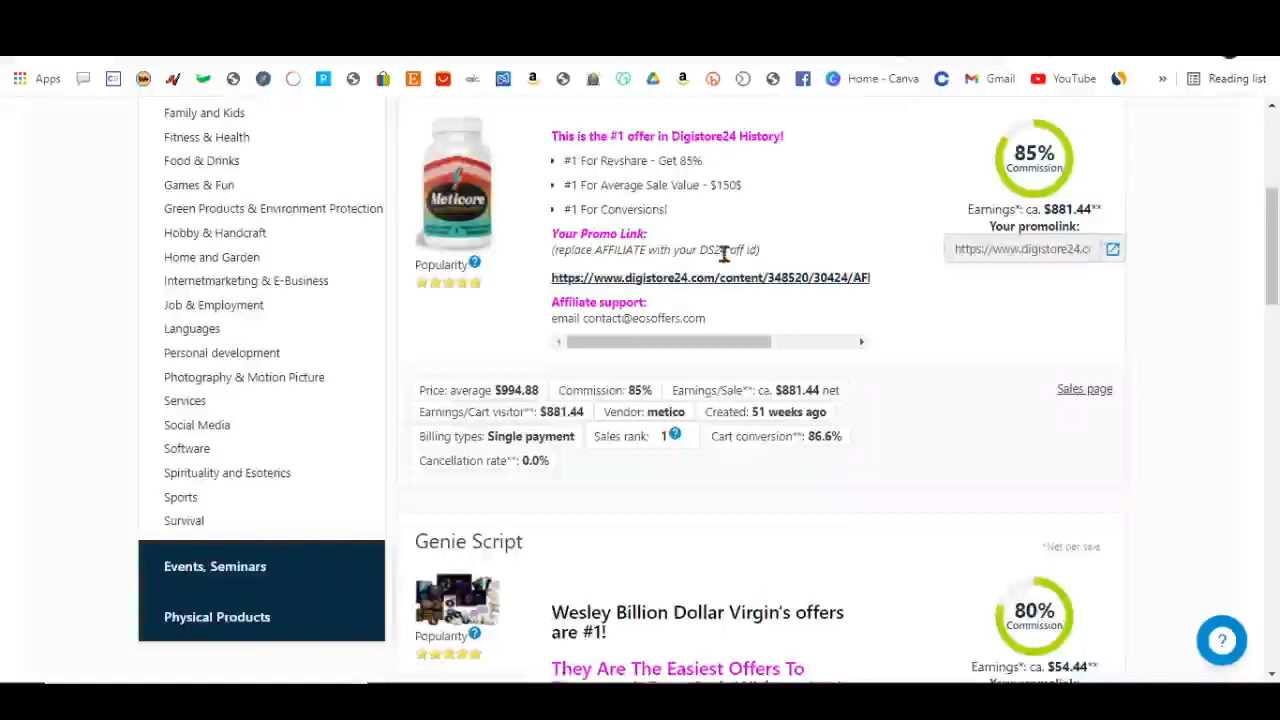 Apps
Home - Canva
Gmail
YouTube
»
Reading list
Family and Kids
Fitness & Health
Food & Drinks
Games & Fun
Green Products & Environment Protection
Hobby & Handcraft
Home and Garden
Internetmarketing & E-Business
Job & Employment
Languages
Personal development
Photography & Motion Picture
Services
Social Media
Software
Spirituality and Esoterics
Sports
Survival
Events, Seminars
Physical Products
Meticore
Popularity
This is the #1 offer in Digistore24 History!
#1 For Revshare - Get 85%
#1 For Average Sale Value - $150$
#1 For Conversions!
Your Promo Link:
(replace AFFILIATE with your DS24 aff id)
https://www.digistore24.com/content/348520/30424/AFI
Affiliate support:
email contact@eosoffers.com
85%
Commission
Earnings*: ca. $881.44**
Your promolink:
https://www.digistore24.c
Price: average $994.88 Commission: 85% Earnings/Sale**: ca. $881.44 net
Sales page
Earnings/Cart visitor**: $881.44 Vendor: metico Created: 51 weeks ago
Billing types: Single payment Sales rank: 1 Cart conversion**: 86.6%
Cancellation rate**: 0.0%
Genie Script
*Net per sale
Popularity
Wesley Billion Dollar Virgin's offers
are #1!
They Are The Easiest Offers To
80%
Commission
Earnings*: ca. $54.44**